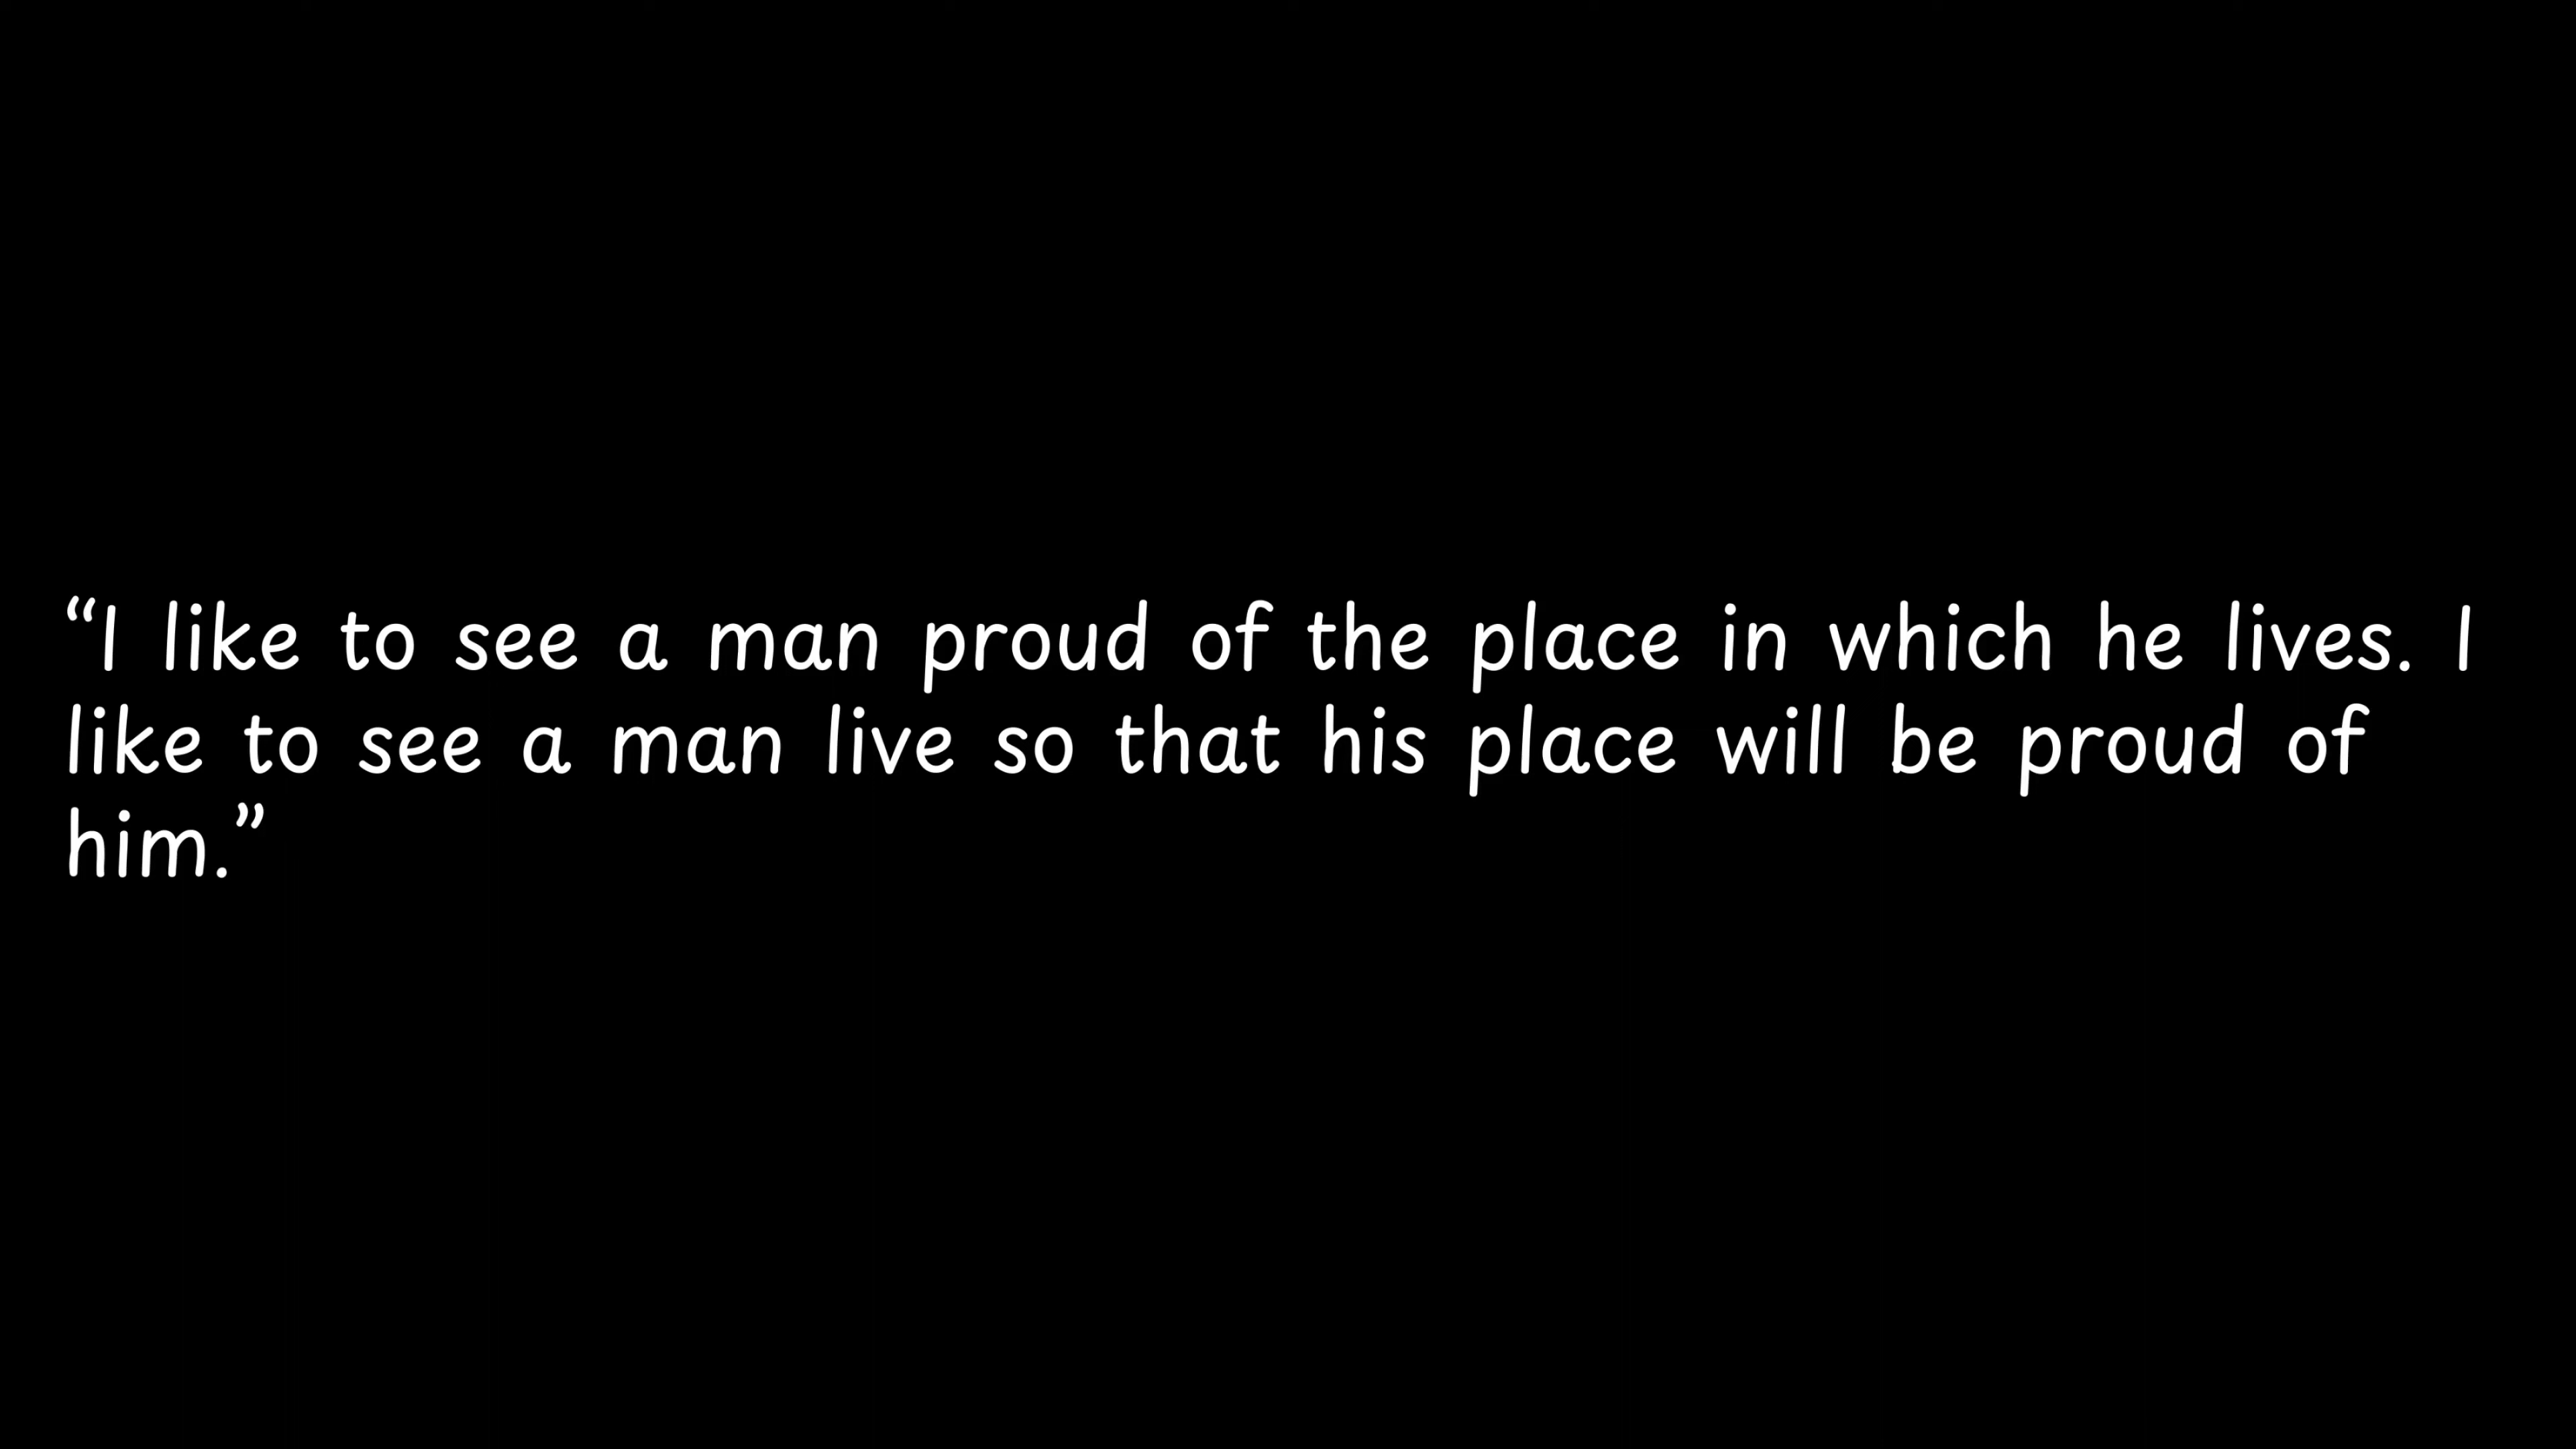 “I like to see a man proud of the place in which he lives. I
like to see a man live so that his place will be proud of
him.”